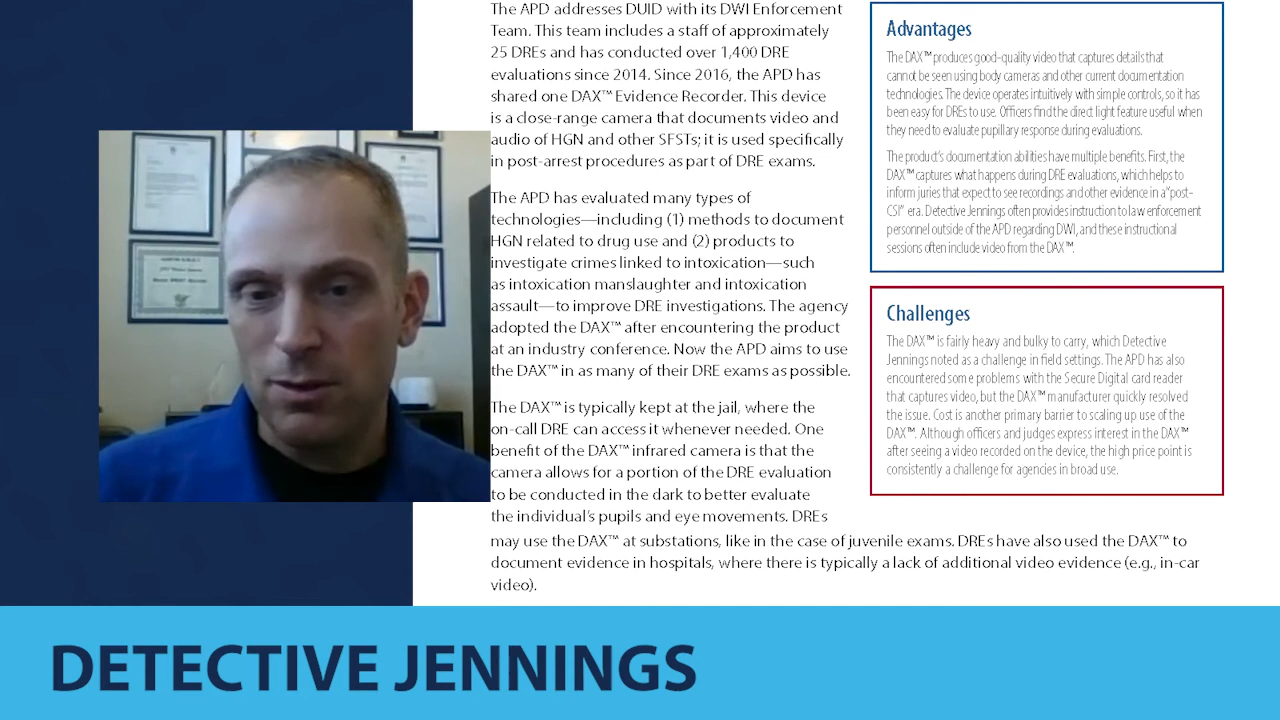 The APD addresses DUID with its DWI Enforcement
Team. This team includes a staff of approximately
25 DREs and has conducted over 1,400 DRE
evaluations since 2014. Since 2016, the APD has
shared one DAX™ Evidence Recorder. This device
is a close-range camera that documents video and
audio of HGN and other SFSTs; it is used specifically
in post-arrest procedures as part of DRE exams.
The APD has evaluated many types of
technologies—including (1) methods to document
HGN related to drug use and (2) products to
investigate crimes linked to intoxication—such
as intoxication manslaughter and intoxication
assault—to improve DRE investigations. The agency
adopted the DAX™ after encountering the product
at an industry conference. Now the APD aims to use
the DAX™ in as many of their DRE exams as possible.
The DAX™ is typically kept at the jail, where the
on-call DRE can access it whenever needed. One
benefit of the DAX™ infrared camera is that the
camera allows for a portion of the DRE evaluation
to be conducted in the dark to better evaluate
the individual's pupils and eye movements. DREs
may use the DAX™ at substations, like in the case of juvenile exams. DREs have also used the DAX™ to
document evidence in hospitals, where there is typically a lack of additional video evidence (e.g., in-car
video).
Advantages
The DAX™ produces good-quality video that captures details that
cannot be seen using body cameras and other current documentation
technologies. The device operates intuitively with simple controls, so it has
been easy for DREs to use. Officers find the direct light feature useful when
they need to evaluate pupillary response during evaluations.
The product's documentation abilities have multiple benefits. First, the
DAX™ captures what happens during DRE evaluations, which helps to
inform juries that expect to see recordings and other evidence in a "post-
CSI" era. Detective Jennings often provides instruction to law enforcement
personnel outside of the APD regarding DWI, and these instructional
sessions often include video from the DAX™.
Challenges
The DAX™ is fairly heavy and bulky to carry, which Detective
Jennings noted as a challenge in field settings. The APD has also
encountered some problems with the Secure Digital card reader
that captures video, but the DAX™ manufacturer quickly resolved
the issue. Cost is another primary barrier to scaling up use of the
DAX™. Although officers and judges express interest in the DAX™
after seeing a video recorded on the device, the high price point is
consistently a challenge for agencies in broad use.
DETECTIVE JENNINGS